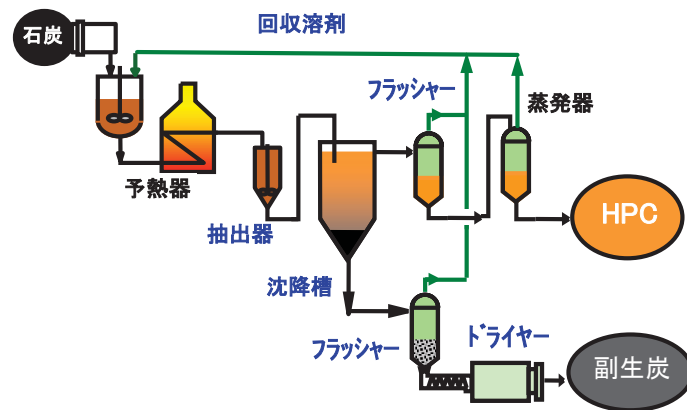 石炭
回収溶剤
フラッシャー
蒸発器
予熱器
HPC
抽出器
沈降槽
フラッシャー
ドライヤー
副生炭